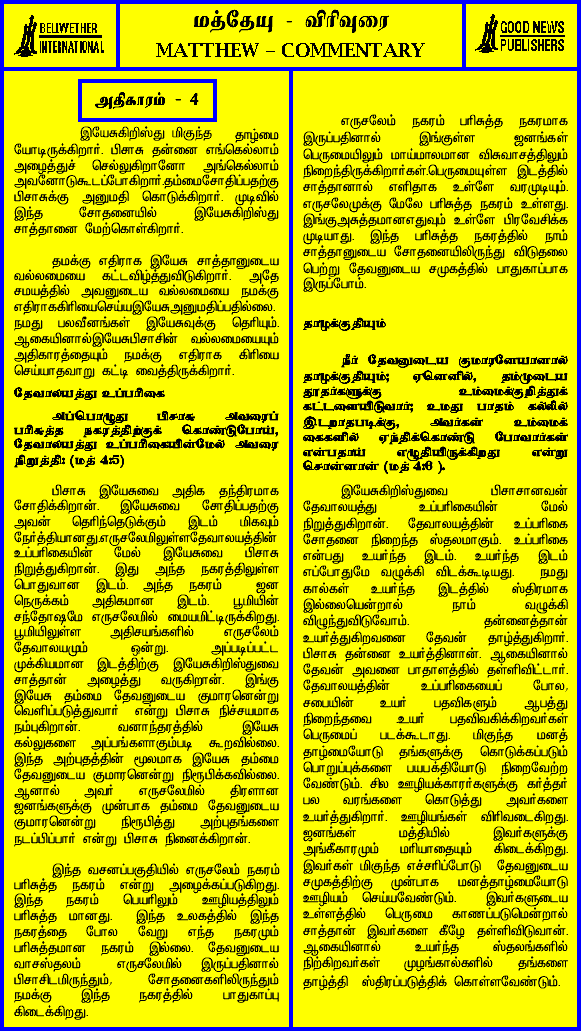 BELLWETHER
INTERNATIONAL
மத்தேயு - விரிவுரை
MATTHEW – COMMENTARY
GOOD NEWS
PUBLISHERS
அதிகாரம் - 4
இயேசுகிறிஸ்து மிகுந்த தாழ்மை
யோடிருக்கிறார். பிசாசு தன்னை எங்கெல்லாம்
அழைத்துச் செல்லுகிறானோ அங்கெல்லாம்
அவனோடுகூடப்போகிறார்.தம்மைசோதிப்பதற்கு
பிசாசுக்கு அனுமதி கொடுக்கிறார். முடிவில்
இந்த சோதனையில் இயேசுகிறிஸ்து
சாத்தானை மேற்கொள்கிறார்.
தமக்கு எதிராக இயேசு சாத்தானுடைய
வல்லமையை கட்டவிழ்த்துவிடுகிறார். அதே
சமயத்தில் அவனுடைய வல்லமையை நமக்கு
எதிராககிரியைசெய்யஇயேசுஅனுமதிப்பதில்லை.
நமது பலவீனங்கள் இயேசுவுக்கு தெரியும்.
ஆகையினால்இயேசுபிசாசின் வல்லமையையும்
அதிகாரத்தையும் நமக்கு எதிராக கிரியை
செய்யாதவாறு கட்டி வைத்திருக்கிறார்.
தேவாலயத்து உப்பரிகை
அப்பொழுது பிசாசு அவரைப்
பரிசுத்த நகரத்திற்குக் கொண்டுபோய்,
தேவாலயத்து உப்பரிகையின்மேல் அவரை
நிறுத்தி: (மத் 4:5)
பிசாசு இயேசுவை அதிக தந்திரமாக
சோதிக்கிறான். இயேசுவை சோதிப்பதற்கு
அவன் தெரிந்தெடுக்கும் இடம் மிகவும்
நேர்த்தியானது.எருசலேமிலுள்ளதேவாலயத்தின்
உப்பரிகையின் மேல் இயேசுவை பிசாசு
நிறுத்துகிறான். இது அந்த நகரத்திலுள்ள
பொதுவான இடம். அந்த நகரம் ஜன
நெருக்கம் அதிகமான இடம். பூமியின்
சந்தோஷமே எருசலேமில் மையமிட்டிருக்கிறது.
பூமியிலுள்ள அதிசயங்களில் எருசலேம்
தேவாலயமும் ஒன்று. அப்படிப்பட்ட
முக்கியமான இடத்திற்கு இயேசுகிறிஸ்துவை
சாத்தான் அழைத்து வருகிறான். இங்கு
இயேசு தம்மை தேவனுடைய குமாரனென்று
வெளிப்படுத்துவார் என்று பிசாசு நிச்சயமாக
நம்புகிறான். வனாந்தரத்தில் இயேசு
கல்லுகளை அப்பங்களாகும்படி கூறவில்லை.
இந்த அற்புதத்தின் மூலமாக இயேசு தம்மை
தேவனுடைய குமாரனென்று நிரூபிக்கவில்லை.
ஆனால் அவர் எருசலேமில் திரளான
ஜனங்களுக்கு முன்பாக தம்மை தேவனுடைய
குமாரனென்று நிரூபித்து அற்புதங்களை
நடப்பிப்பார் என்று பிசாசு நினைக்கிறான்.
இந்த வசனப்பகுதியில் எருசலேம் நகரம்
பரிசுத்த நகரம் என்று அழைக்கப்படுகிறது.
இந்த நகரம் பெயரிலும் ஊழியத்திலும்
பரிசுத்த மானது. இந்த உலகத்தில் இந்த
நகரத்தை போல வேறு எந்த நகரமும்
பரிசுத்தமான நகரம் இல்லை. தேவனுடைய
வாசஸ்தலம் எருசலேமில் இருப்பதினால்
பிசாசிடமிருந்தும், சோதனைகளிலிருந்தும்
நமக்கு இந்த நகரத்தில் பாதுகாப்பு
கிடைக்கிறது.
எருசலேம் நகரம் பரிசுத்த நகரமாக
இருப்பதினால் இங்குள்ள ஜனங்கள்
பெருமையிலும் மாய்மாலமான விசுவாசத்திலும்
நிறைந்திருக்கிறார்கள்.பெருமையுள்ள இடத்தில்
சாத்தானால் எளிதாக உள்ளே வரமுடியும்.
எருசலேமுக்கு மேலே பரிசுத்த நகரம் உள்ளது.
இங்குஅசுத்தமானஎதுவும் உள்ளே பிரவேசிக்க
முடியாது. இந்த பரிசுத்த நகரத்தில் நாம்
சாத்தானுடைய சோதனையிலிருந்து விடுதலை
பெற்று தேவனுடைய சமுகத்தில் பாதுகாப்பாக
இருப்போம்.
தாழக்குதியும்
நீர் தேவனுடைய குமாரனேயானால்
தாழக்குதியும்; ஏனெனில், தம்முடைய
தூதர்களுக்கு உம்மைக்குறித்துக்
கட்டளையிடுவார்; உமது பாதம் கல்லில்
இடறாதபடிக்கு, அவர்கள் உம்மைக்
கைகளில் ஏந்திக்கொண்டு போவார்கள்
என்பதாய் எழுதியிருக்கிறது என்று
சொன்னான் (மத் 4:6 ).
இயேசுகிறிஸ்துவை பிசாசானவன்
தேவாலயத்து உப்பரிகையின் மேல்
நிறுத்துகிறான். தேவாலயத்தின் உப்பரிகை
சோதனை நிறைந்த ஸ்தலமாகும். உப்பரிகை
என்பது உயர்ந்த இடம். உயர்ந்த இடம்
எப்போதுமே வழுக்கி விடக்கூடியது. நமது
கால்கள் உயர்ந்த இடத்தில் ஸ்திரமாக
இல்லையென்றால் நாம் வழுக்கி
விழுந்துவிடுவோம். தன்னைத்தான்
உயர்த்துகிறவனை தேவன் தாழ்த்துகிறார்.
பிசாசு தன்னை உயர்த்தினான். ஆகையினால்
தேவன் அவனை பாதாளத்தில் தள்ளிவிட்டார்.
தேவாலயத்தின் உப்பரிகையைப் போல,
சபையின் உயர் பதவிகளும் ஆபத்து
நிறைந்தவை உயர் பதவிவகிக்கிறவர்கள்
பெருமைப் படக்கூடாது. மிகுந்த மனத்
தாழ்மையோடு தங்களுக்கு கொடுக்கப்படும்
பொறுப்புக்களை பயபக்தியோடு நிறைவேற்ற
வேண்டும். சில ஊழியக்காரர்களுக்கு கர்த்தர்
பல வரங்களை கொடுத்து அவர்களை
உயர்த்துகிறார். ஊழியங்கள் விரிவடைகிறது.
ஜனங்கள் மத்தியில் இவர்களுக்கு
அங்கீகாரமும் மரியாதையும் கிடைக்கிறது.
இவர்கள் மிகுந்த எச்சரிப்போடு தேவனுடைய
சமுகத்திற்கு முன்பாக மனத்தாழ்மையோடு
ஊழியம் செய்யவேண்டும். இவர்களுடைய
உள்ளத்தில் பெருமை காணப்படுமென்றால்
சாத்தான் இவர்களை கீழே தள்ளிவிடுவான்.
ஆகையினால் உயர்ந்த ஸ்தலங்களில்
நிற்கிறவர்கள் முழங்கால்களில் தங்களை
தாழ்த்தி ஸ்திரப்படுத்திக் கொள்ளவேண்டும்.